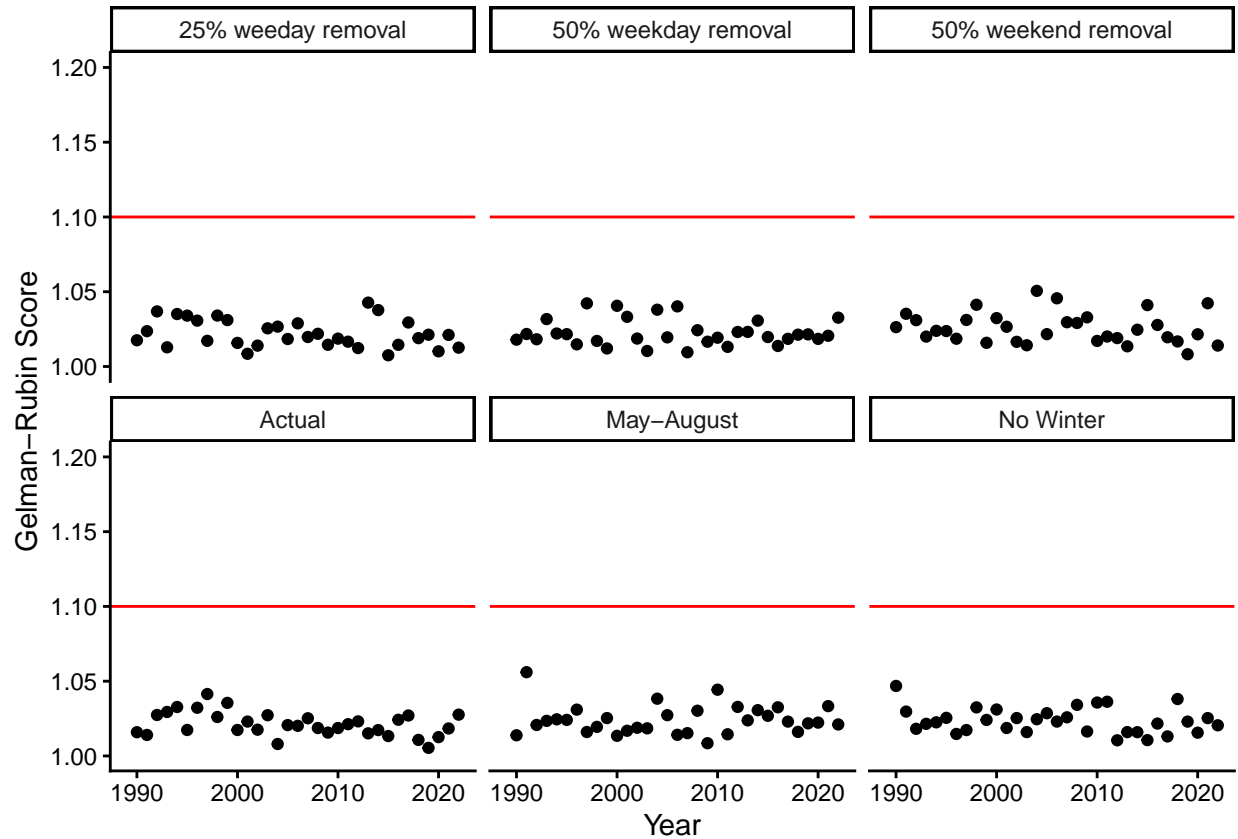 25% weeday removal
50% weekday removal
50% weekend removal
1.20
1.15
1.10
1.05
1.00
Gelman−Rubin Score
Actual
May−August
No Winter
1.20
1.15
1.10
1.05
1.00
1990 2000 2010 2020
1990 2000 2010 2020
1990 2000 2010 2020
Year